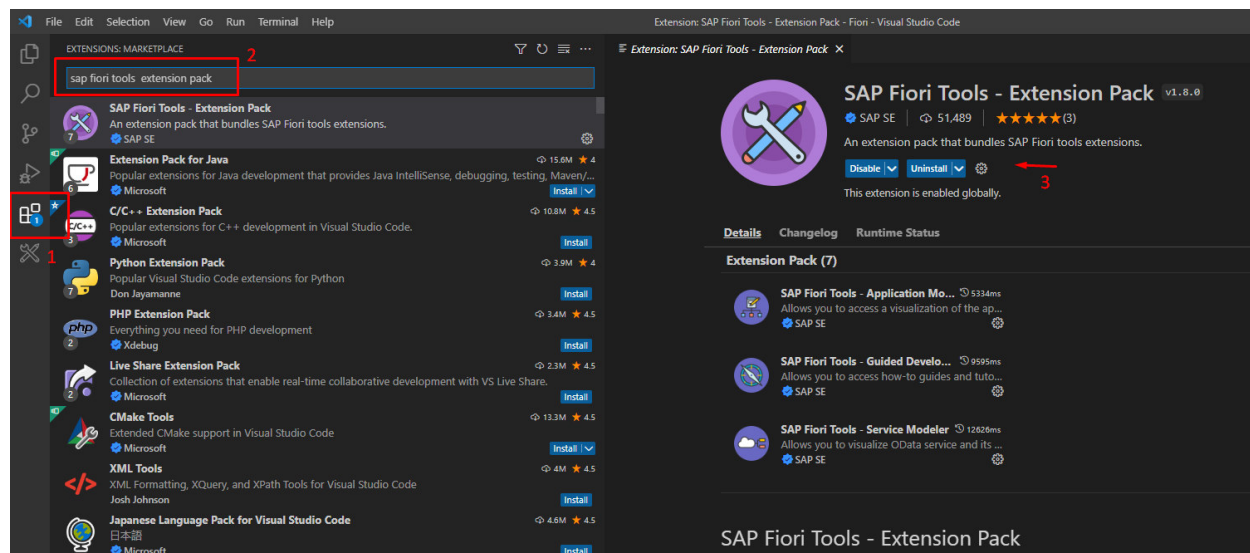 File Edit Selection View Go Run Terminal Help
Extension: SAP Fiori Tools - Extension Pack - Fiori - Visual Studio Code
EXTENSIONS: MARKETPLACE
2
sap fiori tools extension pack
1
1
SAP Fiori Tools - Extension Pack
An extension pack that bundles SAP Fiori tools extensions.
7
SAP SE
Extension Pack for Java
15.6M ★ 4
Popular extensions for Java development that provides Java IntelliSense, debugging, testing, Maven/...
6
Microsoft
Install
C/C++ Extension Pack
10.8M ★ 4.5
C/C++
Popular extensions for C++ development in Visual Studio Code.
3
Microsoft
Install
Python Extension Pack
3.9M ★ 4
Popular Visual Studio Code extensions for Python
7
Don Jayamanne
Install
PHP Extension Pack
3.4M ★ 4.5
php
Everything you need for PHP development
2
Xdebug
Install
Live Share Extension Pack
2.3M ★ 4.5
Collection of extensions that enable real-time collaborative development with VS Live Share.
2
Microsoft
Install
CMake Tools
13.3M ★ 4.5
Extended CMake support in Visual Studio Code
Microsoft
Install
XML Tools
4M ★ 4.5
</>
XML Formatting, XQuery, and XPath Tools for Visual Studio Code
Josh Johnson
Install
Japanese Language Pack for Visual Studio Code
4.6M ★ 4.5
日本語
Microsoft
Install
Extension: SAP Fiori Tools - Extension Pack
SAP Fiori Tools - Extension Pack v1.8.0
SAP SE | 51,489 | ★★★★★(3)
An extension pack that bundles SAP Fiori tools extensions.
Disable Uninstall
3
This extension is enabled globally.
Details Changelog Runtime Status
Extension Pack (7)
SAP Fiori Tools - Application Mo... 5334ms
Allows you to access a visualization of the ap...
SAP SE
SAP Fiori Tools - Guided Develo... 9595ms
Allows you to access how-to guides and tuto...
SAP SE
SAP Fiori Tools - Service Modeler 12626ms
Allows you to visualize OData service and its ...
SAP SE
SAP Fiori Tools - Extension Pack